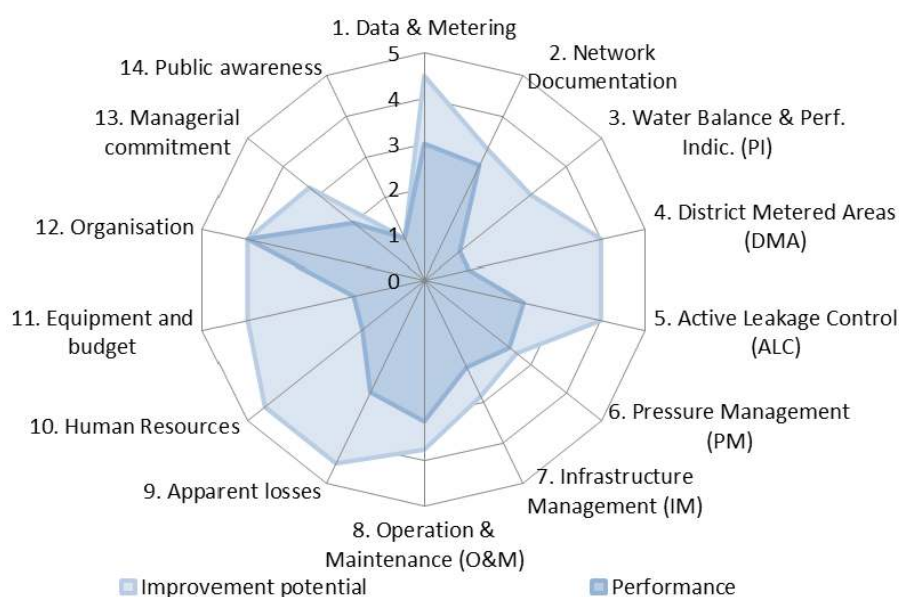 1. Data & Metering
2. Network
Documentation
3. Water Balance & Perf.
Indic. (PI)
4. District Metered Areas
(DMA)
5. Active Leakage Control
(ALC)
6. Pressure Management
(PM)
7. Infrastructure
Management (IM)
8. Operation &
Maintenance (O&M)
9. Apparent losses
10. Human Resources
11. Equipment and
budget
12. Organisation
13. Managerial
commitment
14. Public awareness
5
4
3
2
1
0
Improvement potential
Performance